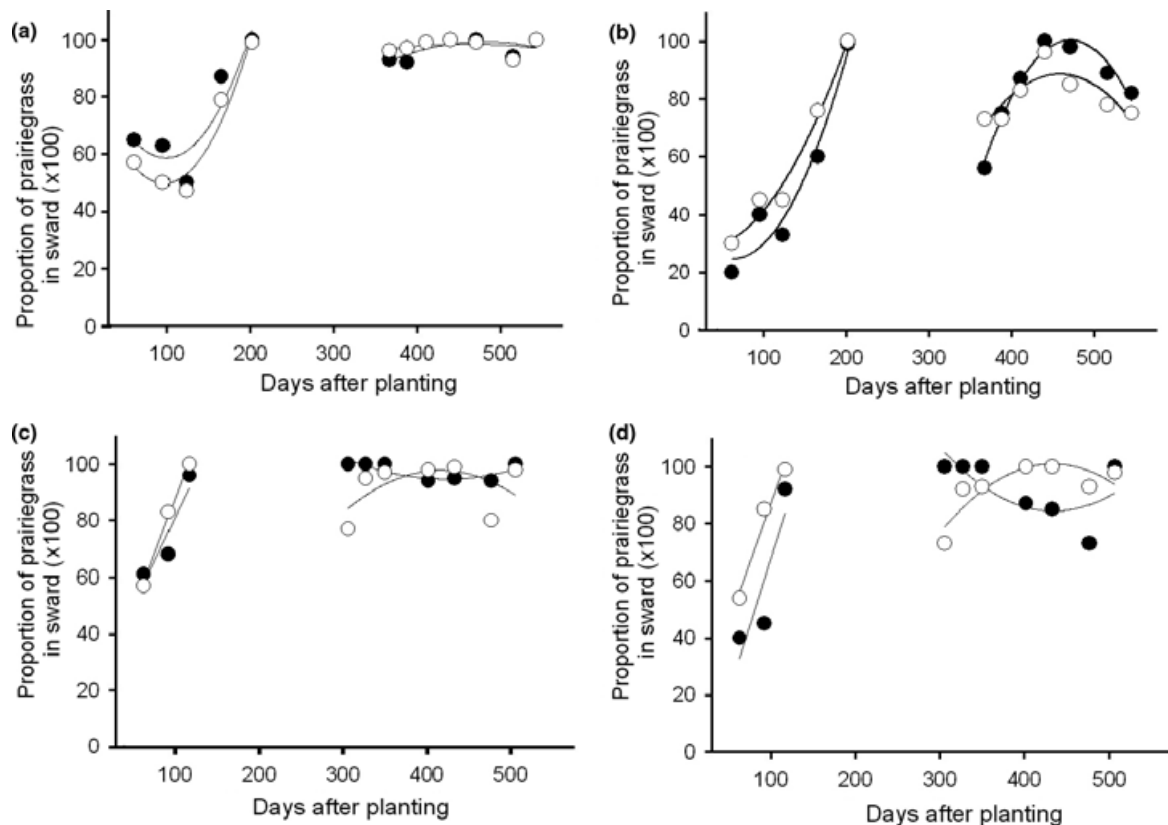 (a)
Proportion of prairiegrass
in sward (x100)
100
80
60
40
20
0
100 200 300 400 500
Days after planting
(b)
Proportion of prairiegrass
in sward (x100)
100
80
60
40
20
0
100 200 300 400 500
Days after planting
(c)
Proportion of prairiegrass
in sward (x100)
100
80
60
40
20
0
100 200 300 400 500
Days after planting
(d)
Proportion of prairiegrass
in sward (x100)
100
80
60
40
20
0
100 200 300 400 500
Days after planting